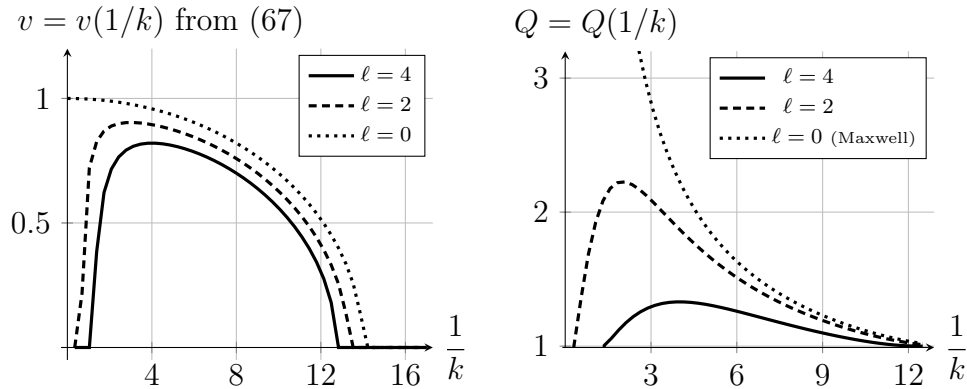 v = v(1/k) from (67)
1
0.5
4 8 12 16
1/k
ℓ = 4
ℓ = 2
ℓ = 0
Q = Q(1/k)
3
2
1
3 6 9 12
1/k
ℓ = 4
ℓ = 2
ℓ = 0 (Maxwell)